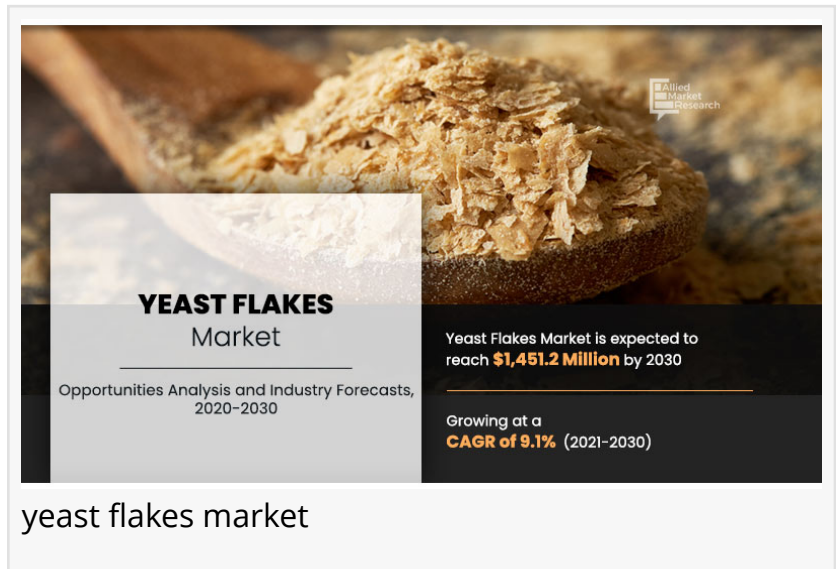 Allied
Market
Research
YEAST FLAKES
Market
Opportunities Analysis and Industry Forecasts,
2020-2030
Yeast Flakes Market is expected to
reach $1,451.2 Million by 2030
Growing at a
CAGR of 9.1% (2021-2030)
yeast flakes market